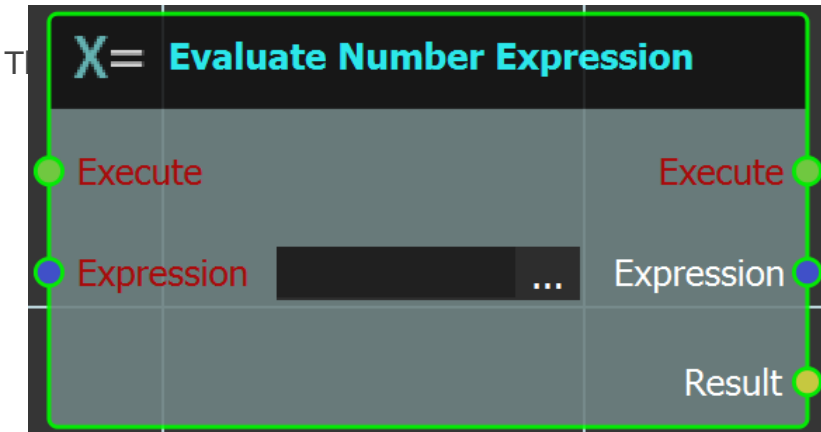 X= Evaluate Number Expression
Execute Execute
Expression ... Expression
Result